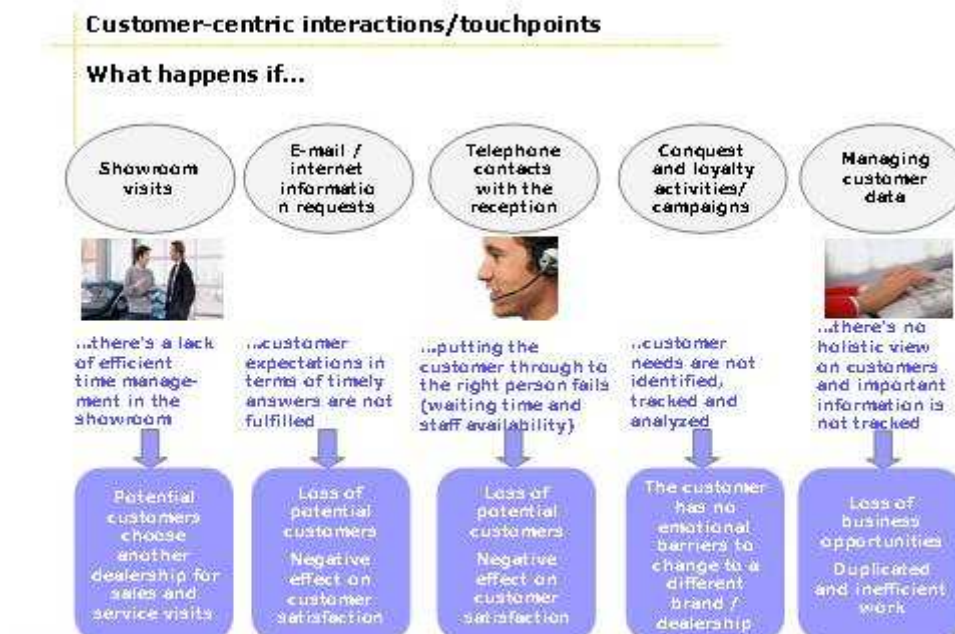 Customer-centric interactions/touchpoints
What happens if...
Showroom
visits
E-mail /
internet
informatio
n requests
Telephone
contacts
with the
reception
Conquest
and loyalty
activities/
campaigns
Managing
customer
data
...there's a lack
of efficient
time manage-
ment in the
showroom
...customer
expectations in
terms of timely
answers are not
fulfilled
...putting the
customer through to
the right person fails
(waiting time and
staff availability)
..customer
needs are not
identified,
tracked and
analyzed
...there's no
holistic view
on customers
and important
information is
not tracked
Potential
customers
choose
another
dealership for
sales and
service visits
Loss of
potential
customers
Negative
effect on
customer
satisfaction
Loss of
potential
customers
Negative
effect on
customer
satisfaction
The customer
has no
emotional
barriers to
change to a
different
brand /
dealership
Loss of
business
opportunities
Duplicated
and inefficient
work